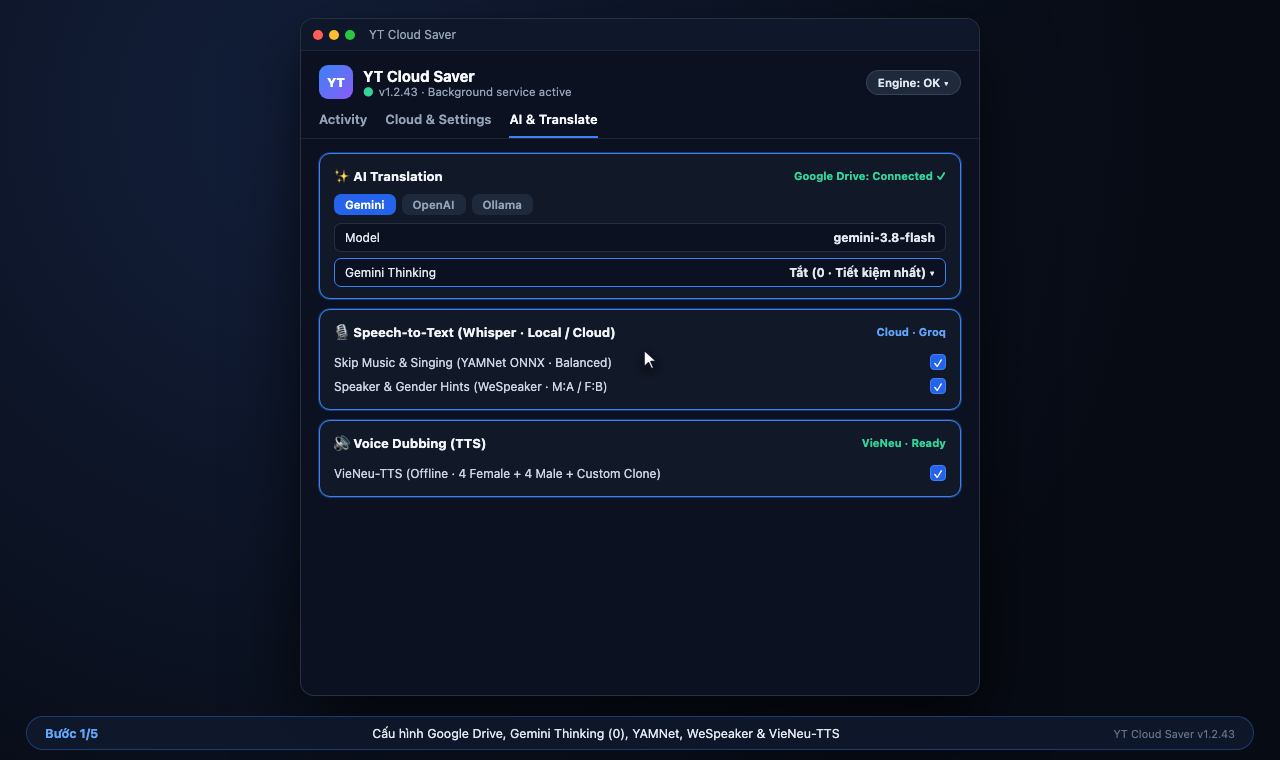 YT Cloud Saver
YT
YT Cloud Saver
v1.2.43 · Background service active
Engine: OK ▾
Activity Cloud & Settings AI & Translate
✨ AI Translation
Google Drive: Connected ✓
Gemini OpenAI Ollama
Model gemini-3.8-flash
Gemini Thinking Tắt (0 · Tiết kiệm nhất) ▾
🎙️ Speech-to-Text (Whisper · Local / Cloud)
Cloud · Groq
Skip Music & Singing (YAMNet ONNX · Balanced)
Speaker & Gender Hints (WeSpeaker · M:A / F:B)
🔊 Voice Dubbing (TTS)
VieNeu · Ready
VieNeu-TTS (Offline · 4 Female + 4 Male + Custom Clone)
Bước 1/5
Cấu hình Google Drive, Gemini Thinking (0), YAMNet, WeSpeaker & VieNeu-TTS
YT Cloud Saver v1.2.43